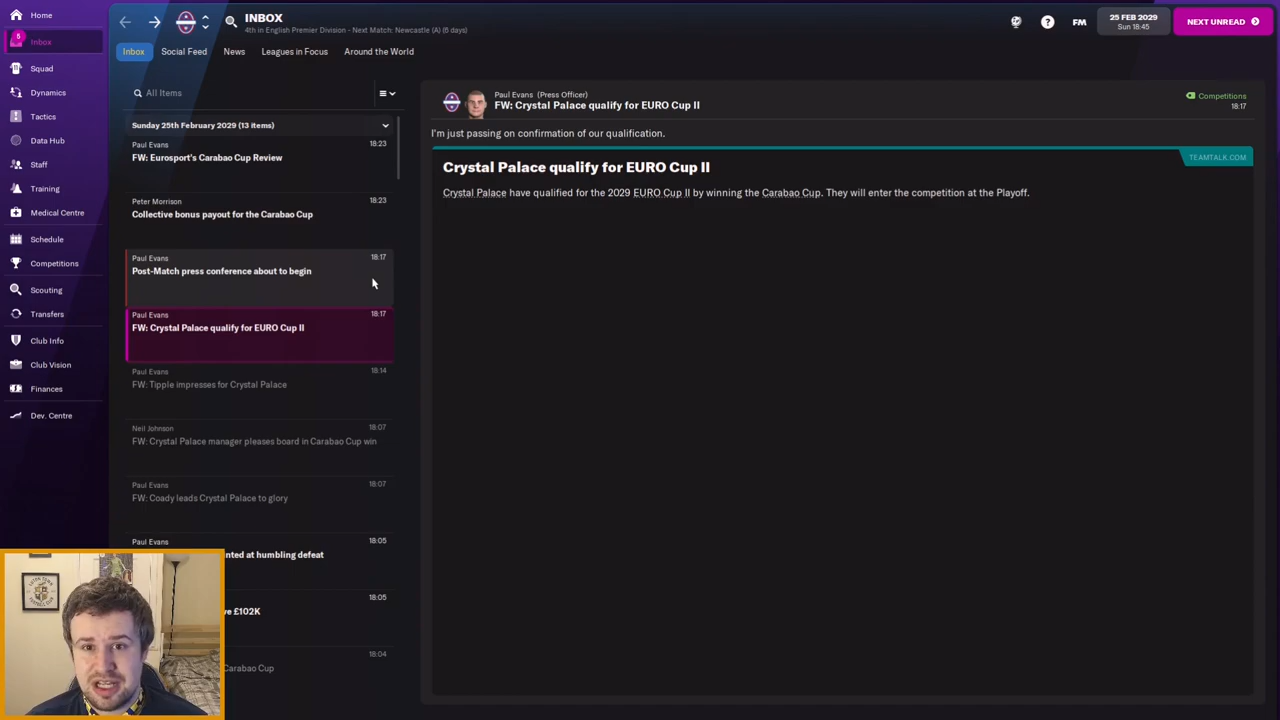 Home
Inbox
5
Squad
Dynamics
Tactics
Data Hub
Staff
Training
Medical Centre
Schedule
Competitions
Scouting
Transfers
Club Info
Club Vision
Finances
Dev. Centre
INBOX
4th in English Premier Division - Next Match: Newcastle (A) (6 days)
FM
25 FEB 2029
Sun 18:45
NEXT UNREAD
Inbox
Social Feed
News
Leagues in Focus
Around the World
All Items
Sunday 25th February 2029 (13 items)
Paul Evans 18:23
FW: Eurosport's Carabao Cup Review
Peter Morrison 18:23
Collective bonus payout for the Carabao Cup
Paul Evans 18:17
Post-Match press conference about to begin
Paul Evans 18:17
FW: Crystal Palace qualify for EURO Cup II
Paul Evans 18:14
FW: Tipple impresses for Crystal Palace
Neil Johnson 18:07
FW: Crystal Palace manager pleases board in Carabao Cup win
Paul Evans 18:07
FW: Coady leads Crystal Palace to glory
Paul Evans 18:05
nted at humbling defeat
18:05
ve £102K
18:04
Carabao Cup
Paul Evans (Press Officer)
FW: Crystal Palace qualify for EURO Cup II
Competitions
18:17
I'm just passing on confirmation of our qualification.
TEAMTALK.COM
Crystal Palace qualify for EURO Cup II
Crystal Palace have qualified for the 2029 EURO Cup II by winning the Carabao Cup. They will enter the competition at the Playoff.